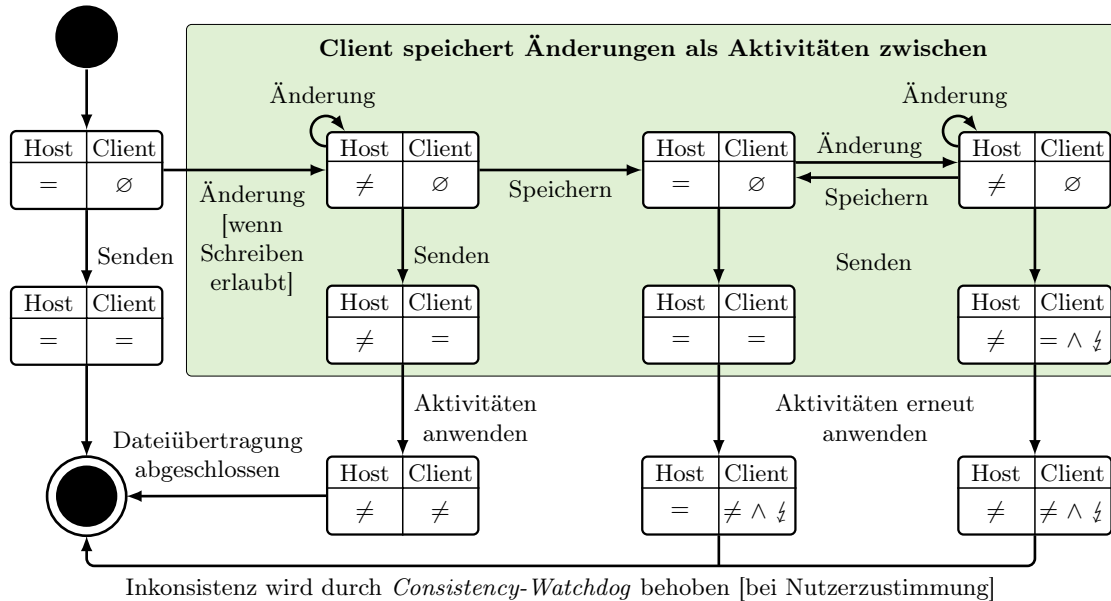 Client speichert Änderungen als Aktivitäten zwischen
Änderung
Änderung
Host Client
= ∅
Host Client
≠ ∅
Host Client
= ∅
Host Client
≠ ∅
Änderung
[wenn
Schreiben
erlaubt]
Speichern
Änderung
Speichern
Senden
Senden
Senden
Host Client
= =
Host Client
≠ =
Host Client
= =
Host Client
≠ = ∧ ↯
Aktivitäten
anwenden
Aktivitäten erneut
anwenden
Dateiübertragung
abgeschlossen
Host Client
≠ ≠
Host Client
= ≠ ∧ ↯
Host Client
≠ ≠ ∧ ↯
Inkonsistenz wird durch Consistency-Watchdog behoben [bei Nutzerzustimmung]